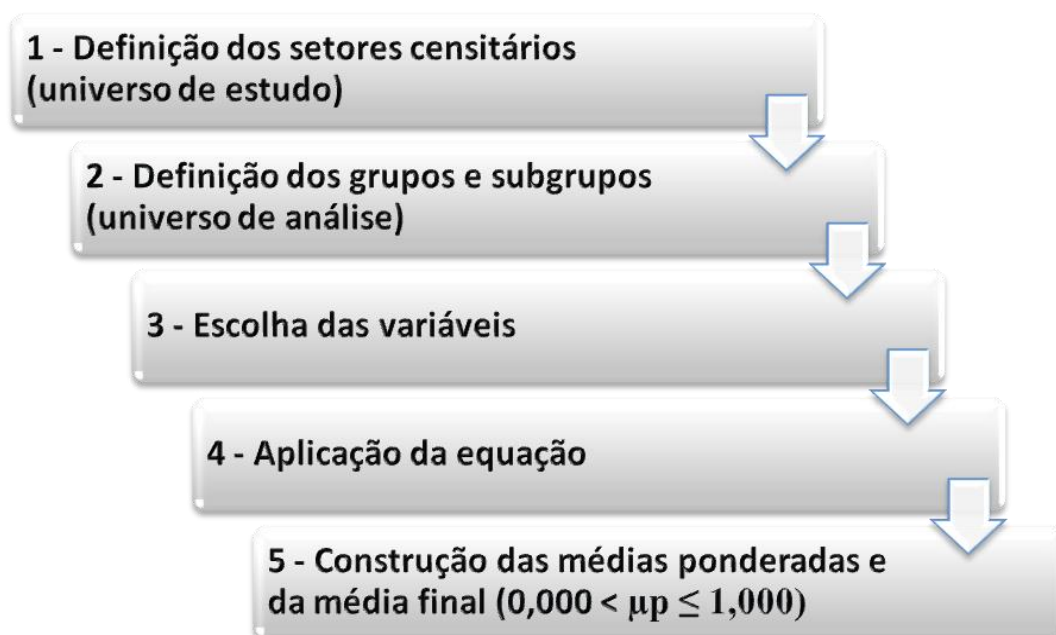 1 - Definição dos setores censitários
(universo de estudo)
2 - Definição dos grupos e subgrupos
(universo de análise)
3 - Escolha das variáveis
4 - Aplicação da equação
5 - Construção das médias ponderadas e
da média final (0,000 < µp ≤ 1,000)